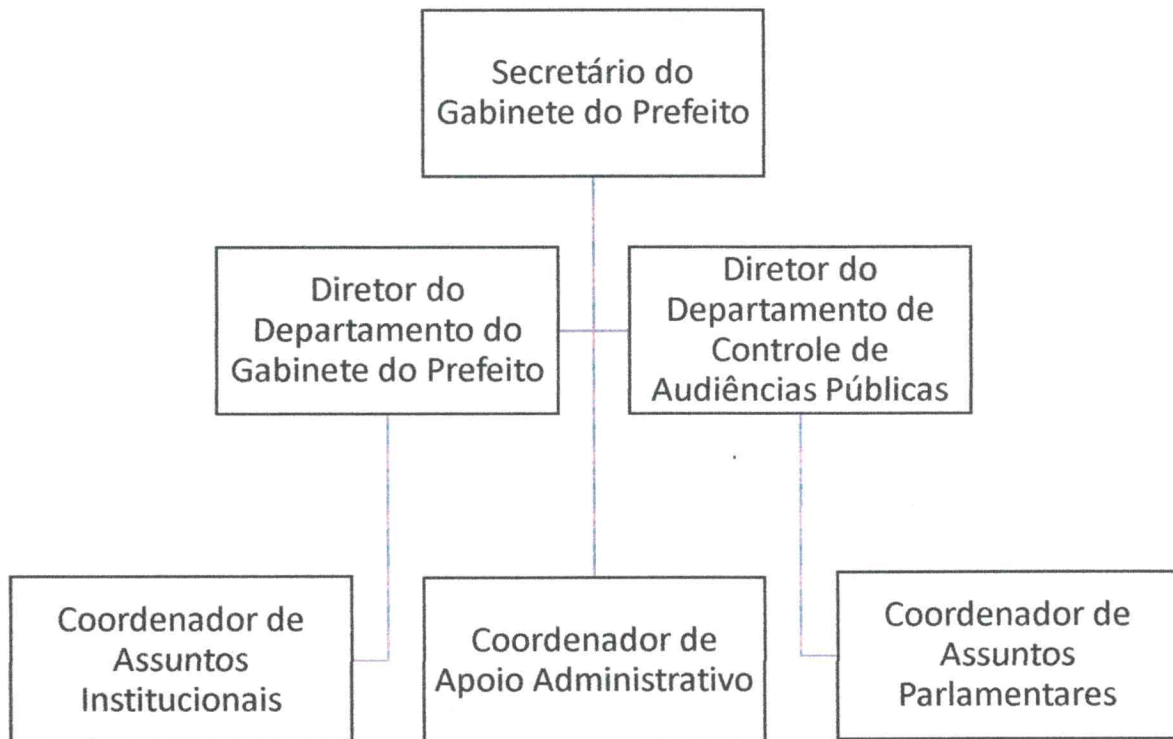 Secretário do
Gabinete do Prefeito
Diretor do
Departamento do
Gabinete do Prefeito
Diretor do
Departamento de
Controle de
Audiências Públicas
Coordenador de
Assuntos
Institucionais
Coordenador de
Apoio Administrativo
Coordenador de
Assuntos
Parlamentares